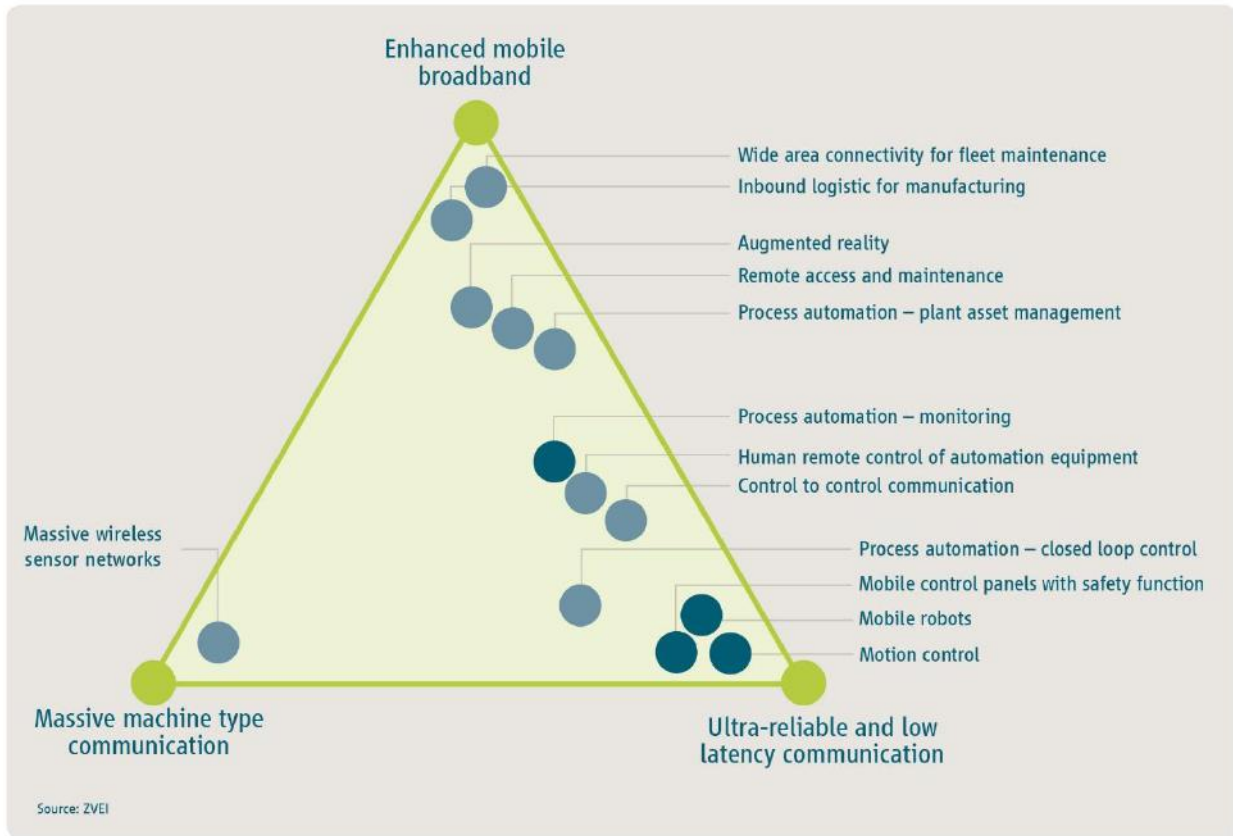 Enhanced mobile
broadband
Wide area connectivity for fleet maintenance
Inbound logistic for manufacturing
Augmented reality
Remote access and maintenance
Process automation – plant asset management
Process automation – monitoring
Human remote control of automation equipment
Control to control communication
Massive wireless
sensor networks
Process automation – closed loop control
Mobile control panels with safety function
Mobile robots
Motion control
Massive machine type
communication
Ultra-reliable and low
latency communication
Source: ZVEI